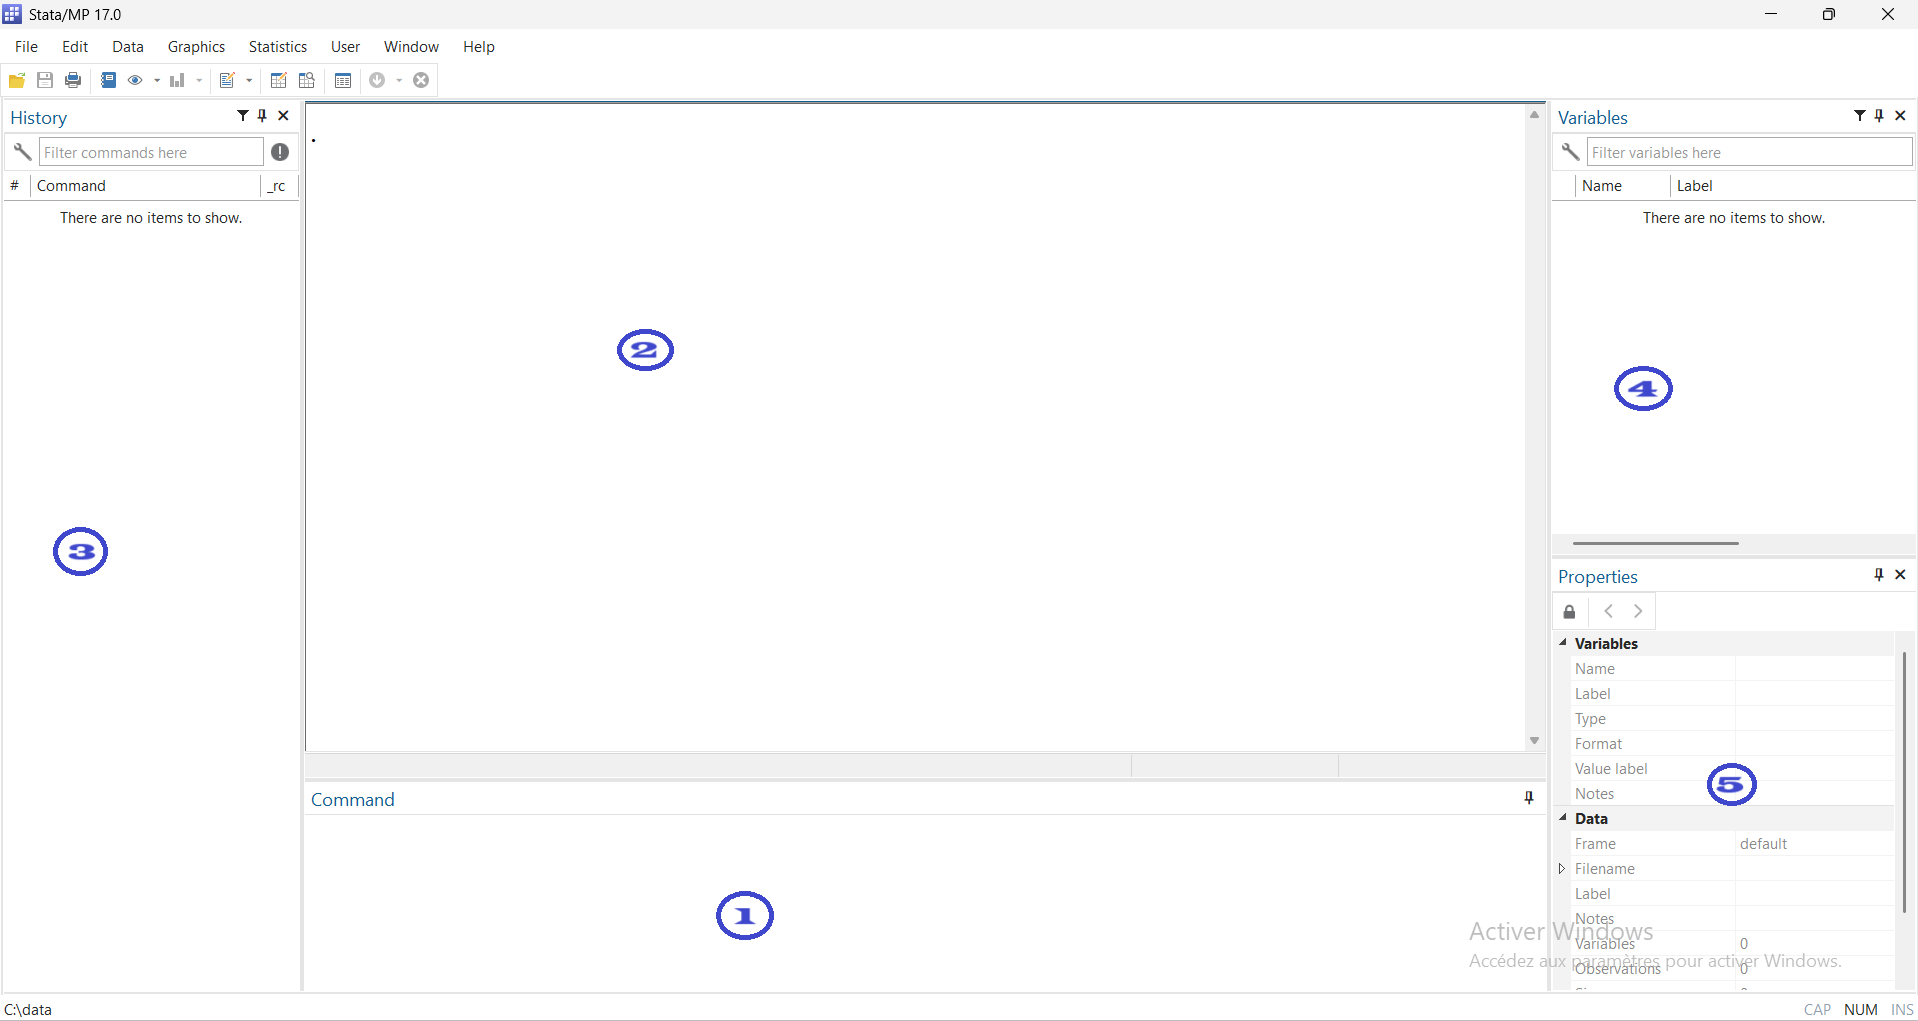 Stata/MP 17.0
File Edit Data Graphics Statistics User Window Help
History
Filter commands here
# Command _rc
There are no items to show.
3
.
2
Command
1
Variables
Filter variables here
Name Label
There are no items to show.
4
Properties
Variables
Name
Label
Type
Format
Value label
Notes
5
Data
Frame default
Filename
Label
Notes
Variables 0
Observations 0
Activer Windows
Accédez aux paramètres pour activer Windows.
C:\data
CAP NUM INS